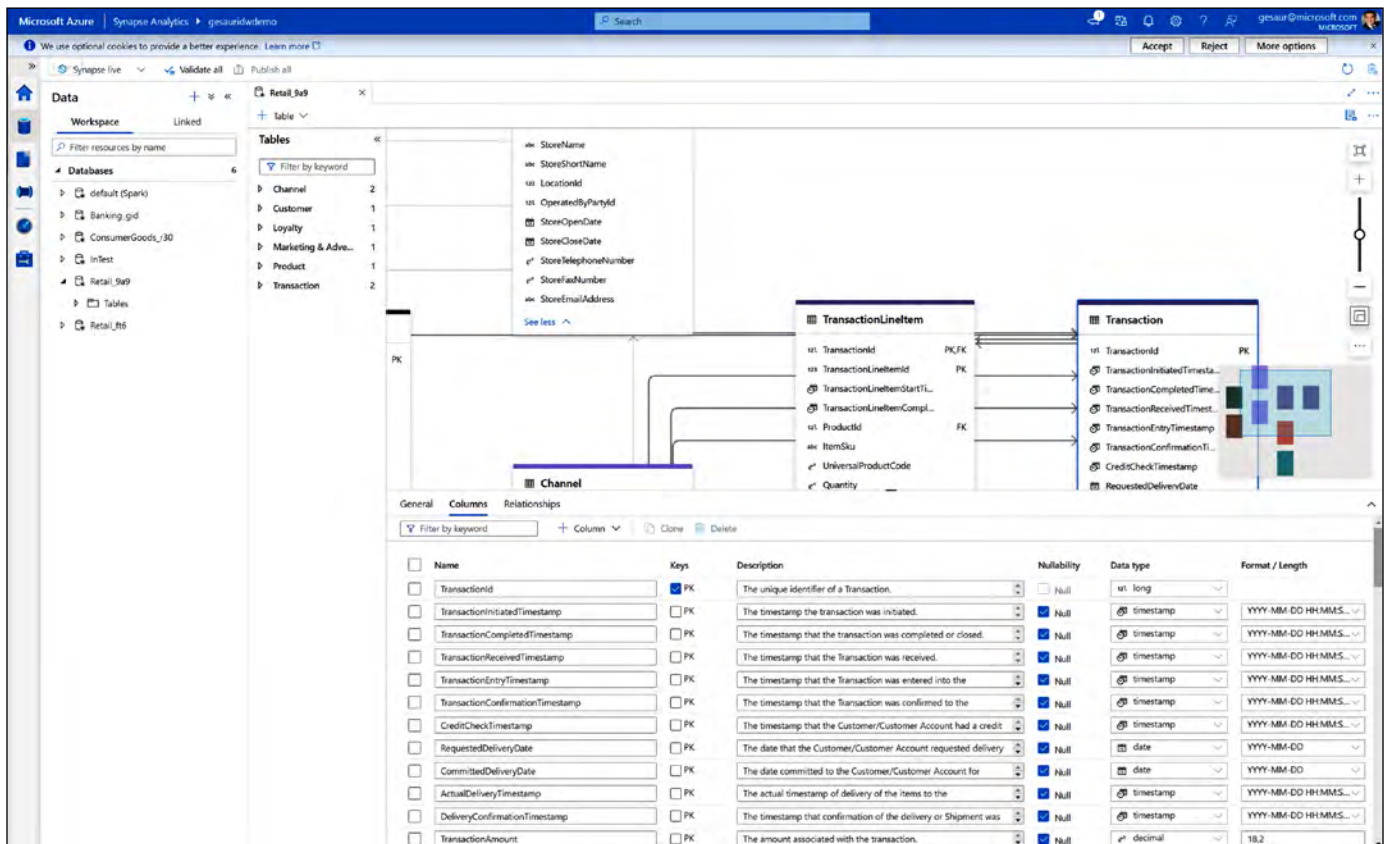 Microsoft Azure Synapse Analytics gesauridwdemo Search gesaur@microsoft.com
MICROSOFT
We use optional cookies to provide a better experience. Learn more Accept Reject More options
Synapse live Validate all Publish all
Data
Workspace Linked
Filter resources by name
Databases 6
default (Spark)
Banking_gid
ConsumerGoods_r30
InTest
Retail_9a9
Tables
Retail_ft6
Retail_9a9
Table
Tables
Filter by keyword
Channel 2
Customer 1
Loyalty 1
Marketing & Adve... 1
Product 1
Transaction 2
abc StoreName
abc StoreShortName
123 LocationId
123 OperatedByPartyId
StoreOpenDate
StoreCloseDate
StoreTelephoneNumber
StoreFaxNumber
abc StoreEmailAddress
See less
PK
Channel
TransactionLineItem
TransactionId PK,FK
TransactionLineItemId PK
TransactionLineItemStartTi...
TransactionLineItemCompl...
ProductId FK
abc ItemSku
UniversalProductCode
Quantity
Transaction
TransactionId PK
TransactionInitiatedTimesta...
TransactionCompletedTime...
TransactionReceivedTimest...
TransactionEntryTimestamp
TransactionConfirmationTi...
CreditCheckTimestamp
RequestedDeliveryDate
General Columns Relationships
Filter by keyword Column Clone Delete
Name Keys Description Nullability Data type Format / Length
TransactionId PK The unique identifier of a Transaction. Null long
TransactionInitiatedTimestamp PK The timestamp the transaction was initiated. Null timestamp YYYY-MM-DD HH:MM:S...
TransactionCompletedTimestamp PK The timestamp that the transaction was completed or closed. Null timestamp YYYY-MM-DD HH:MM:S...
TransactionReceivedTimestamp PK The timestamp that the Transaction was received. Null timestamp YYYY-MM-DD HH:MM:S...
TransactionEntryTimestamp PK The timestamp that the Transaction was entered into the Null timestamp YYYY-MM-DD HH:MM:S...
TransactionConfirmationTimestamp PK The timestamp that the Transaction was confirmed to the Null timestamp YYYY-MM-DD HH:MM:S...
CreditCheckTimestamp PK The timestamp that the Customer/Customer Account had a credit Null timestamp YYYY-MM-DD HH:MM:S...
RequestedDeliveryDate PK The date that the Customer/Customer Account requested delivery Null date YYYY-MM-DD
CommittedDeliveryDate PK The date committed to the Customer/Customer Account for Null date YYYY-MM-DD
ActualDeliveryTimestamp PK The actual timestamp of delivery of the items to the Null timestamp YYYY-MM-DD HH:MM:S...
DeliveryConfirmationTimestamp PK The timestamp that confirmation of the delivery or Shipment was Null timestamp YYYY-MM-DD HH:MM:S...
TransactionAmount PK The amount associated with the transaction. Null decimal 18,2